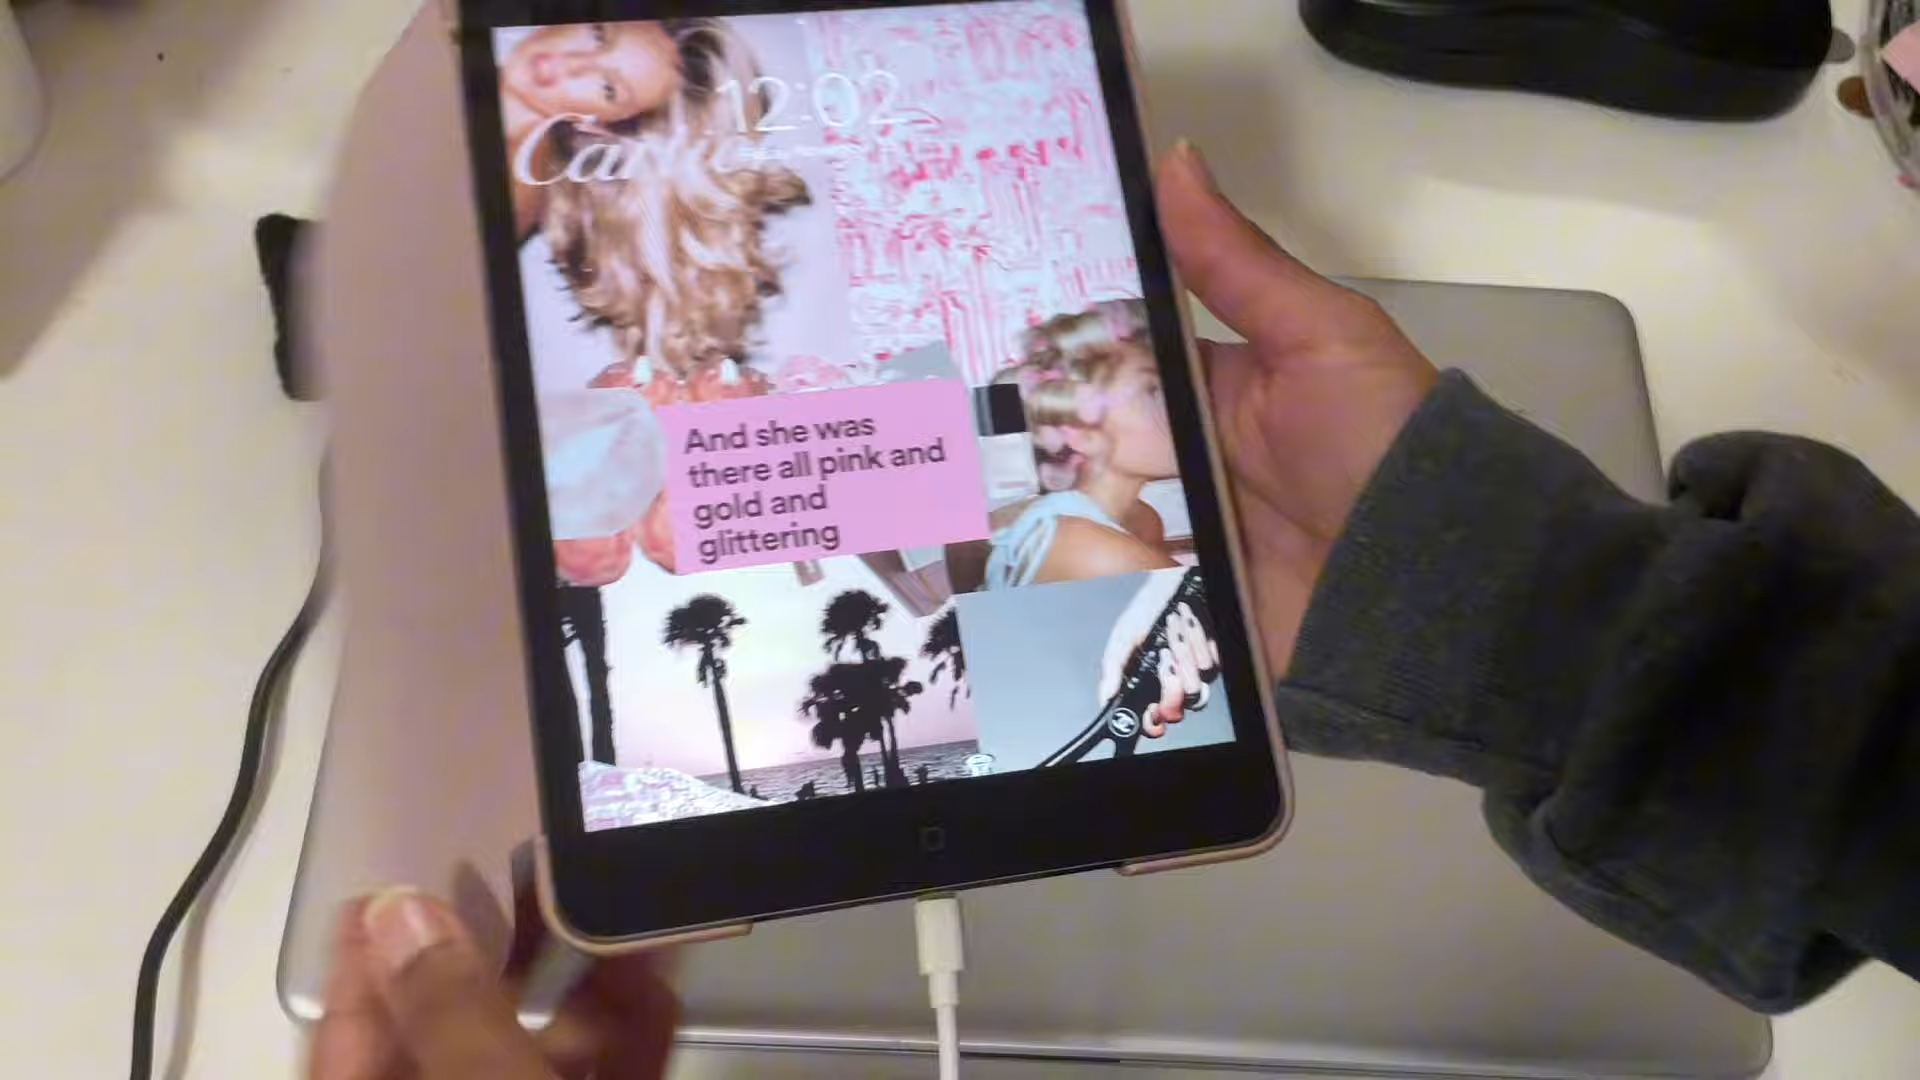 12:02
And she was
there all pink and
gold and
glittering